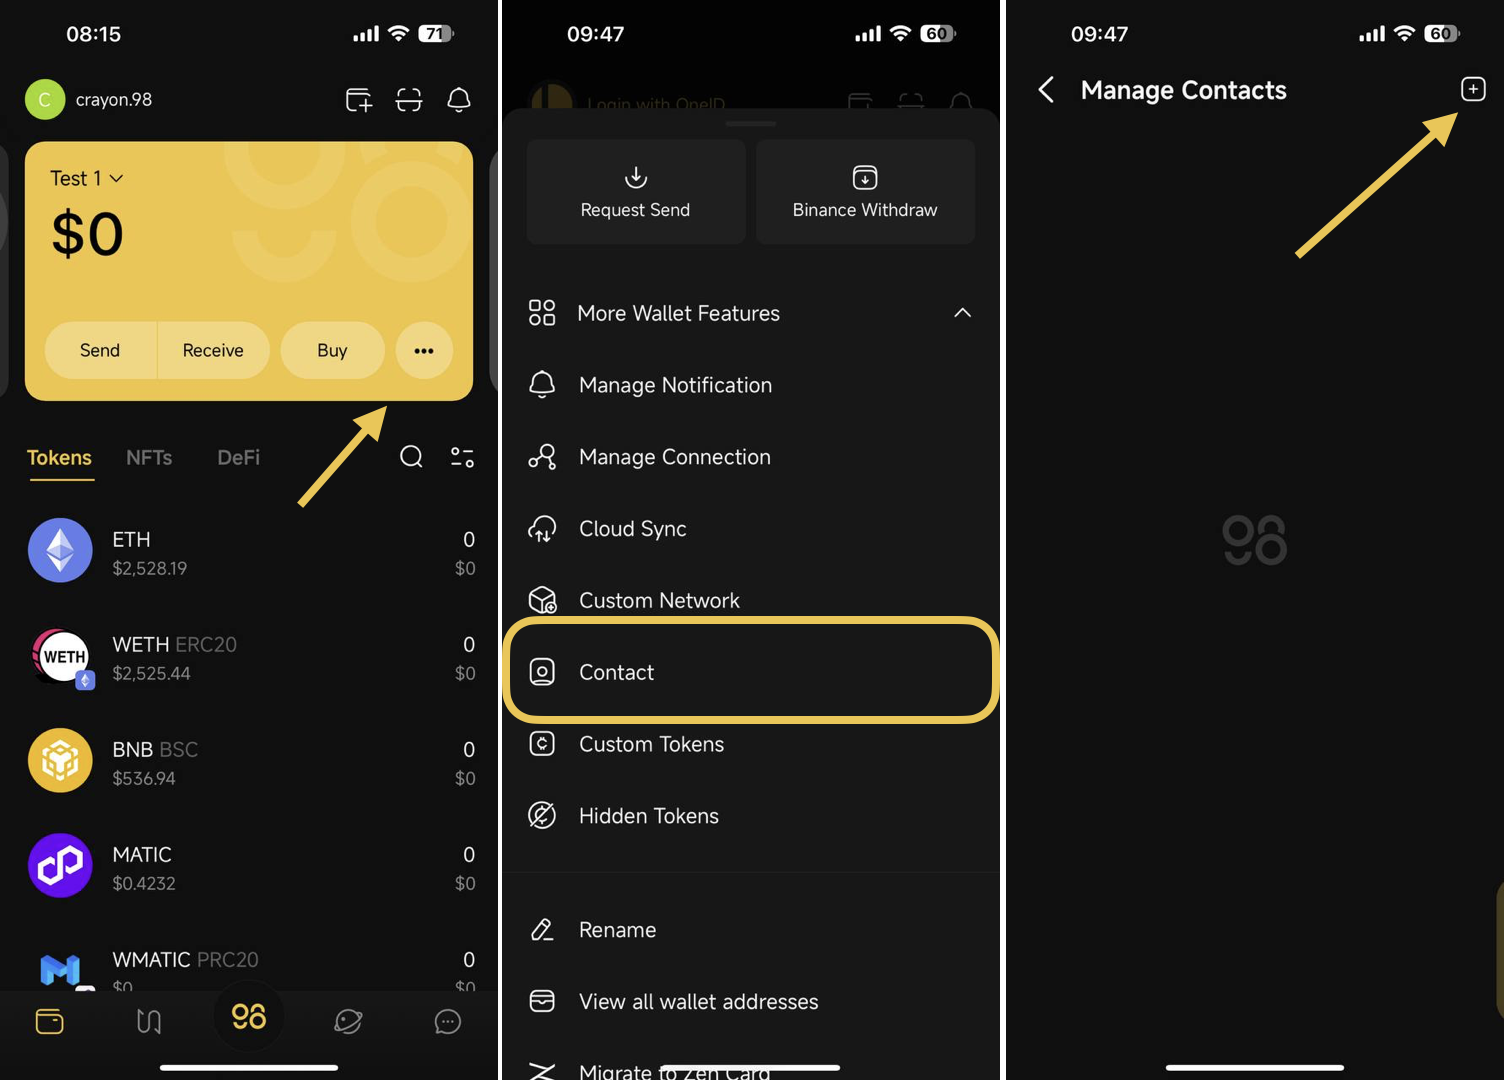 08:15
71
C
crayon.98
Test 1
$0
Send
Receive
Buy
Tokens
NFTs
DeFi
ETH
0
$2,528.19
$0
WETH
WETH ERC20
0
$2,525.44
$0
BNB BSC
0
$536.94
$0
MATIC
0
$0.4232
$0
WMATIC PRC20
0
$0
$0
98
09:47
60
Login with OneID
Request Send
Binance Withdraw
More Wallet Features
Manage Notification
Manage Connection
Cloud Sync
Custom Network
Contact
Custom Tokens
Hidden Tokens
Rename
View all wallet addresses
Migrate to Zen Card
09:47
60
Manage Contacts
98